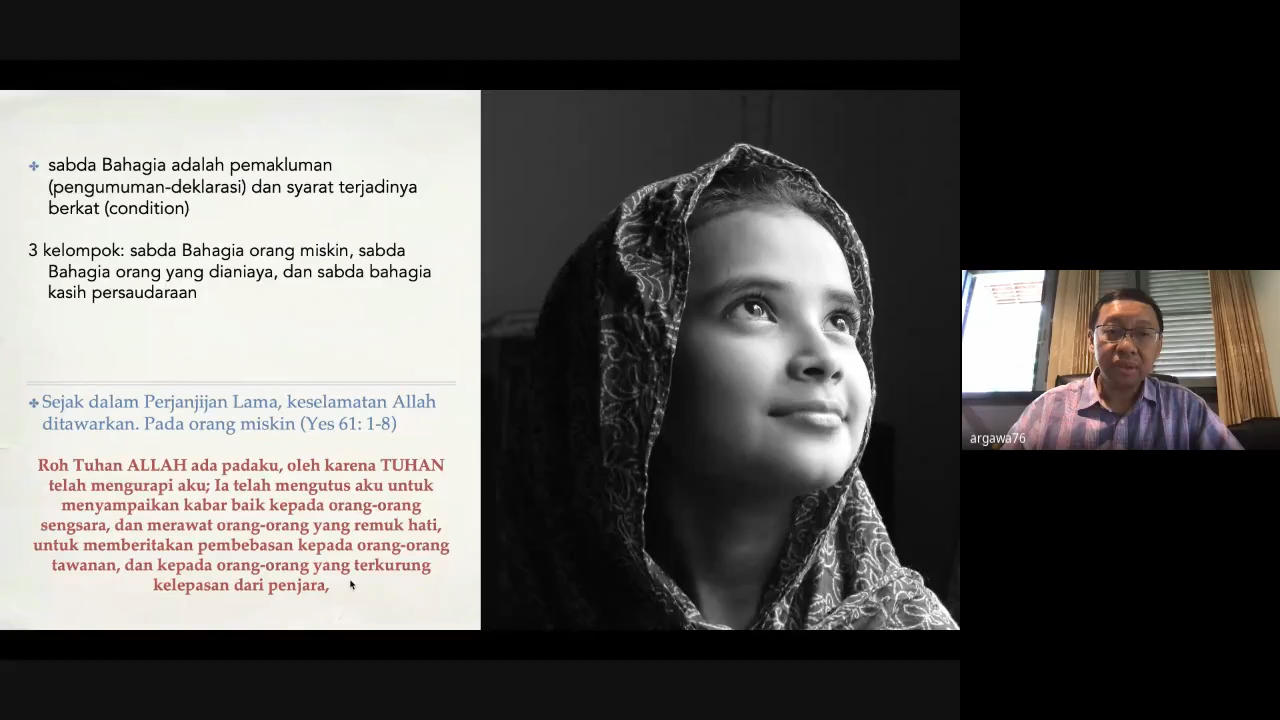 sabda Bahagia adalah pemakluman
(pengumuman-deklarasi) dan syarat terjadinya
berkat (condition)
3 kelompok: sabda Bahagia orang miskin, sabda
Bahagia orang yang dianiaya, dan sabda bahagia
kasih persaudaraan
Sejak dalam Perjanjijan Lama, keselamatan Allah
ditawarkan. Pada orang miskin (Yes 61: 1-8)
Roh Tuhan ALLAH ada padaku, oleh karena TUHAN
telah mengurapi aku; Ia telah mengutus aku untuk
menyampaikan kabar baik kepada orang-orang
sengsara, dan merawat orang-orang yang remuk hati,
untuk memberitakan pembebasan kepada orang-orang
tawanan, dan kepada orang-orang yang terkurung
kelepasan dari penjara,
argawa76